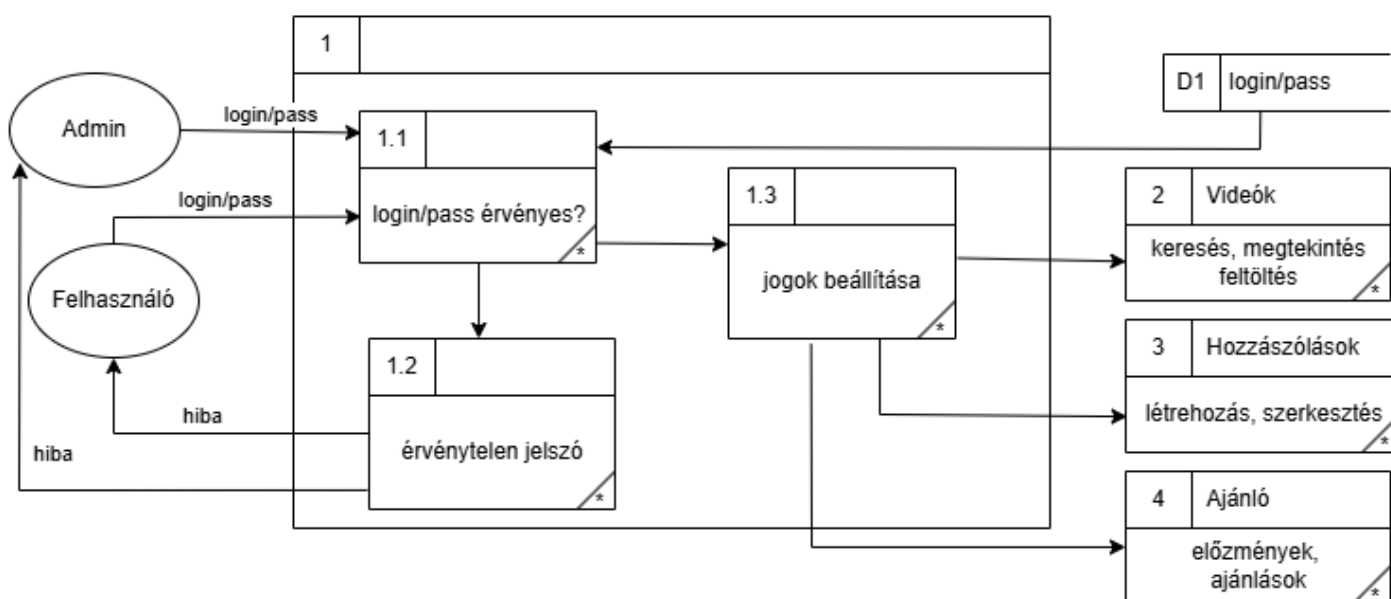 1
D1 login/pass
login/pass
Admin
1.1
1.3
2 Videók
login/pass
login/pass érvényes?
*
keresés, megtekintés
feltöltés
*
jogok beállítása
*
Felhasználó
3 Hozzászólások
1.2
hiba
létrehozás, szerkesztés
*
hiba
érvénytelen jelszó
*
4 Ajánló
előzmények,
ajánlások
*